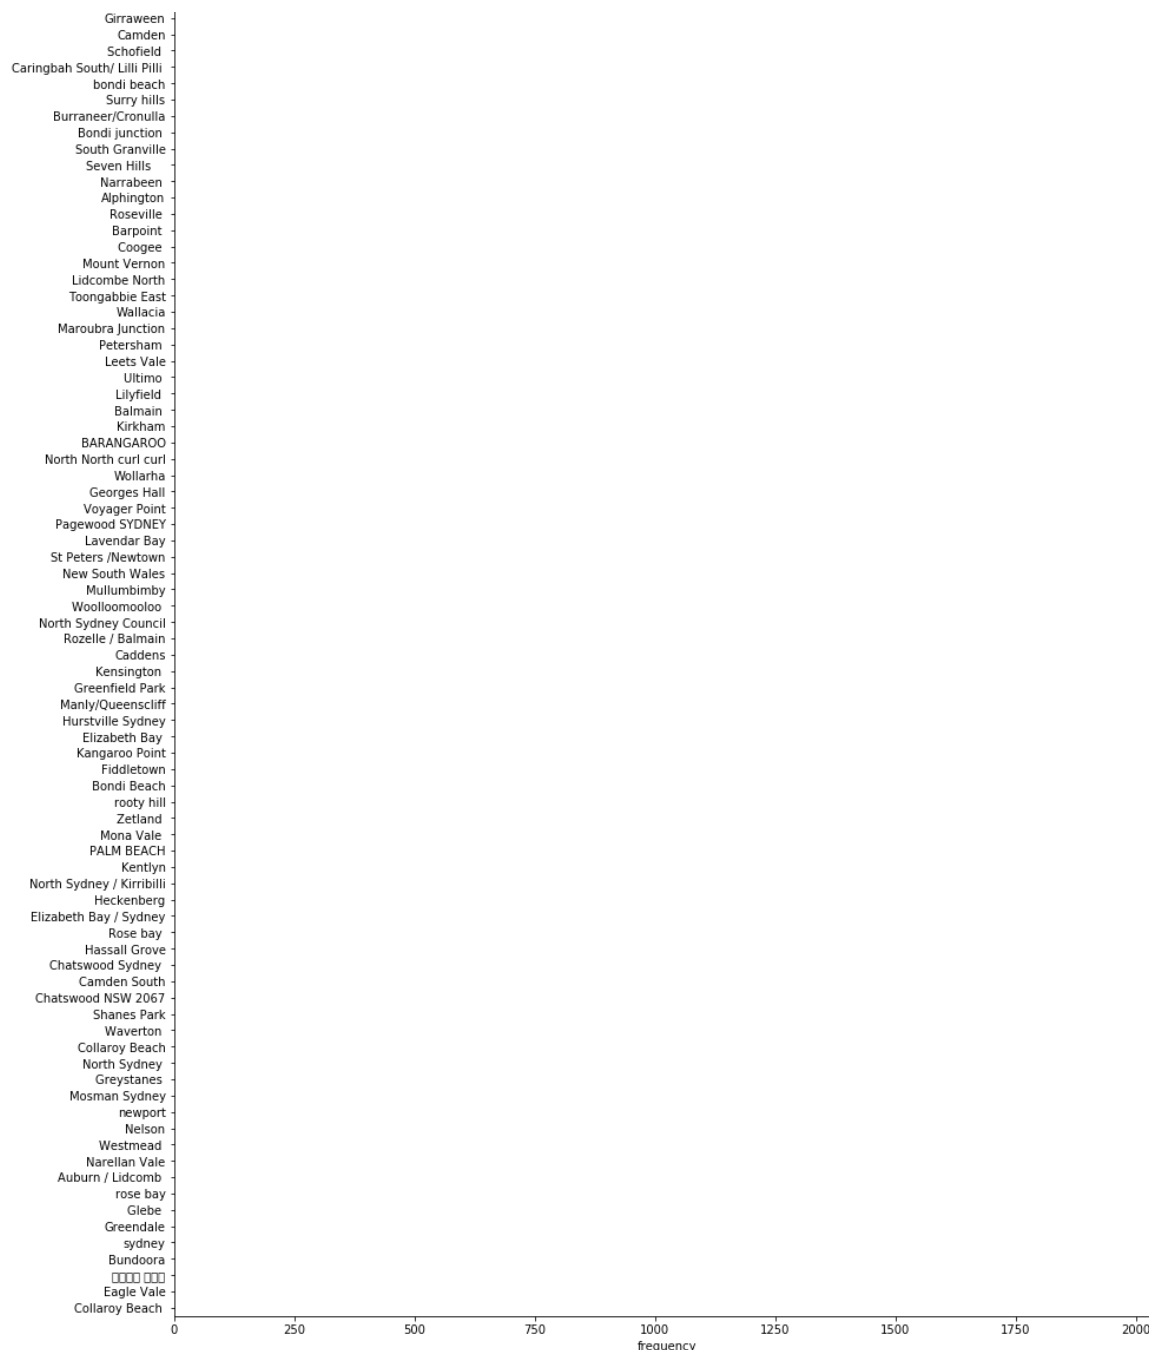 Girraween
Camden
Schofield
Caringbah South/ Lilli Pilli
bondi beach
Surry hills
Burraneer/Cronulla
Bondi junction
South Granville
Seven Hills
Narrabeen
Alphington
Roseville
Barpoint
Coogee
Mount Vernon
Lidcombe North
Toongabbie East
Wallacia
Maroubra Junction
Petersham
Leets Vale
Ultimo
Lilyfield
Balmain
Kirkham
BARANGAROO
North North curl curl
Wollarha
Georges Hall
Voyager Point
Pagewood SYDNEY
Lavendar Bay
St Peters /Newtown
New South Wales
Mullumbimby
Woolloomooloo
North Sydney Council
Rozelle / Balmain
Caddens
Kensington
Greenfield Park
Manly/Queenscliff
Hurstville Sydney
Elizabeth Bay
Kangaroo Point
Fiddletown
Bondi Beach
rooty hill
Zetland
Mona Vale
PALM BEACH
Kentlyn
North Sydney / Kirribilli
Heckenberg
Elizabeth Bay / Sydney
Rose bay
Hassall Grove
Chatswood Sydney
Camden South
Chatswood NSW 2067
Shanes Park
Waverton
Collaroy Beach
North Sydney
Greystanes
Mosman Sydney
newport
Nelson
Westmead
Narellan Vale
Auburn / Lidcomb
rose bay
Glebe
Greendale
sydney
Bundoora
Eagle Vale
Collaroy Beach
0 250 500 750 1000 1250 1500 1750 2000
frequency